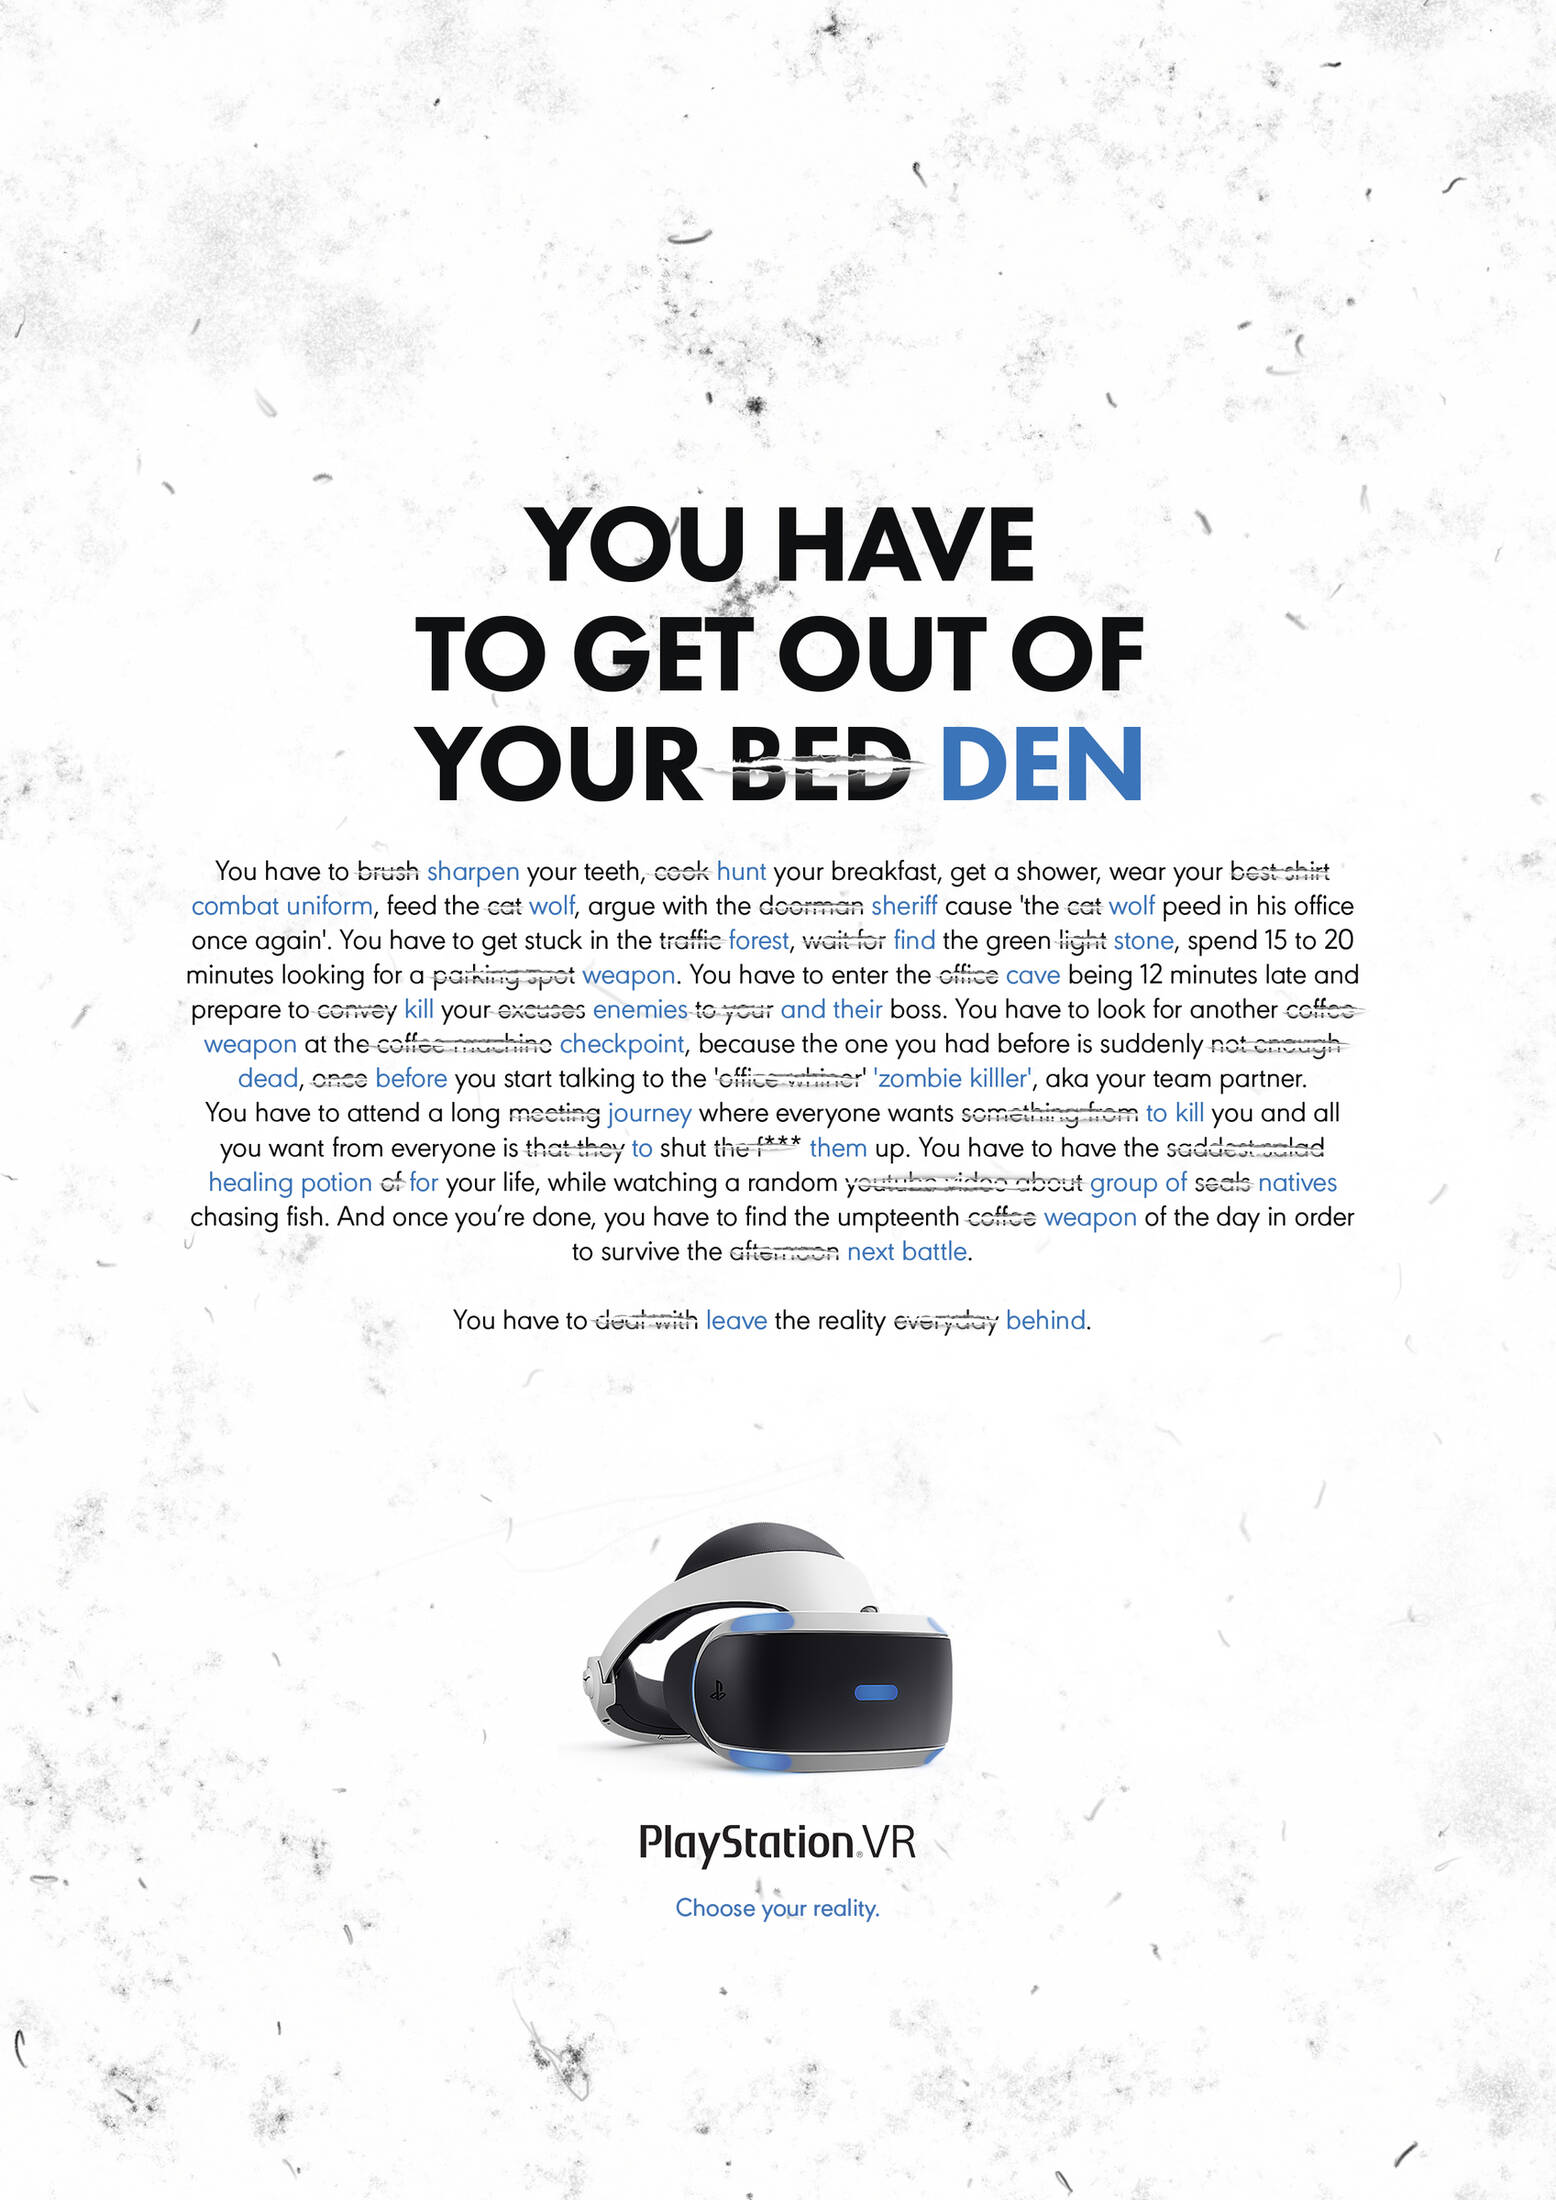 YOU HAVE
TO GET OUT OF
YOUR BED DEN
You have to brush sharpen your teeth, cook hunt your breakfast, get a shower, wear your best shirt
combat uniform, feed the cat wolf, argue with the doorman sheriff cause 'the cat wolf peed in his office
once again'. You have to get stuck in the traffic forest, wait for find the green light stone, spend 15 to 20
minutes looking for a parking spot weapon. You have to enter the office cave being 12 minutes late and
prepare to convey kill your excuses enemies to your and their boss. You have to look for another coffee
weapon at the coffee machine checkpoint, because the one you had before is suddenly not enough
dead, once before you start talking to the 'office whiner' 'zombie killler', aka your team partner.
You have to attend a long meeting journey where everyone wants something from to kill you and all
you want from everyone is that they to shut the f*** them up. You have to have the saddest salad
healing potion of for your life, while watching a random youtube video about group of seals natives
chasing fish. And once you’re done, you have to find the umpteenth coffee weapon of the day in order
to survive the afternoon next battle.
You have to deal with leave the reality everyday behind.
PlayStation®VR
Choose your reality.